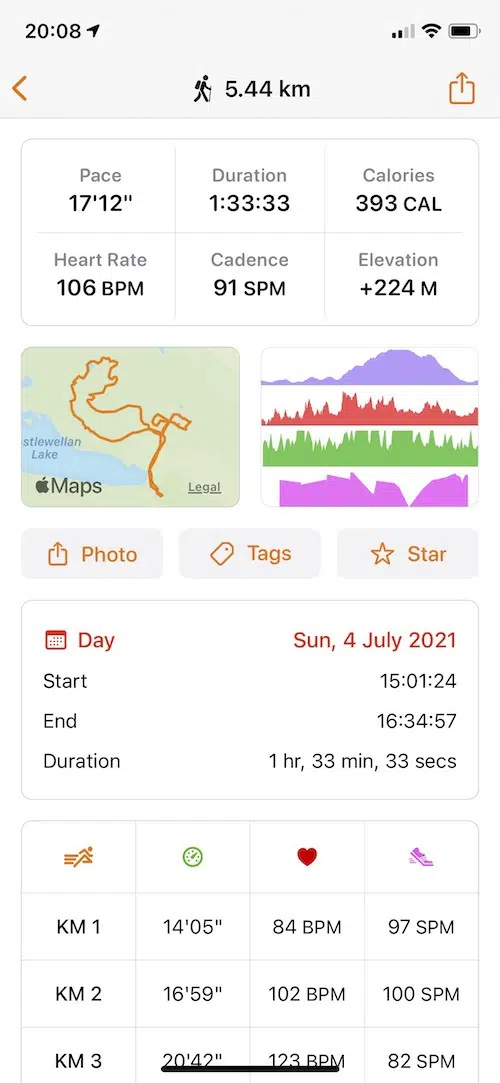 20:08
5.44 km
Pace Duration Calories
17'12" 1:33:33 393 CAL
Heart Rate Cadence Elevation
106 BPM 91 SPM +224 M
stlewellan
Lake
Maps Legal
Photo Tags Star
Day Sun, 4 July 2021
Start 15:01:24
End 16:34:57
Duration 1 hr, 33 min, 33 secs
KM 1 14'05" 84 BPM 97 SPM
KM 2 16'59" 102 BPM 100 SPM
KM 3 20'42" 123 BPM 82 SPM